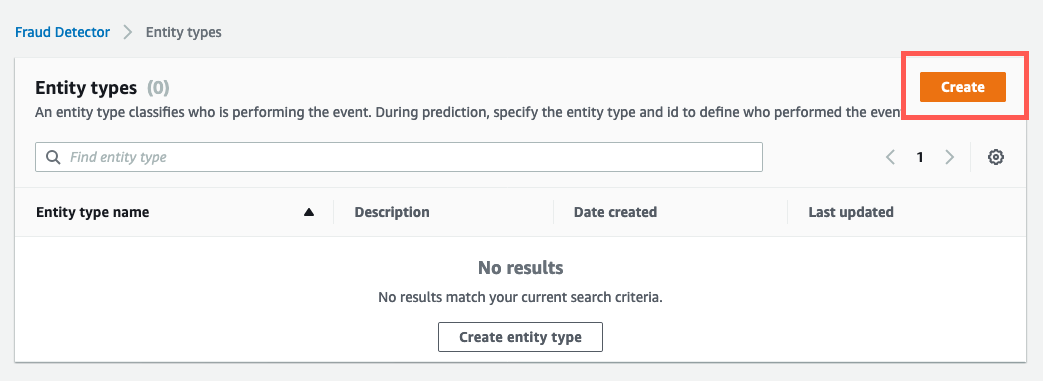 Fraud Detector > Entity types
Entity types (0)
Create
An entity type classifies who is performing the event. During prediction, specify the entity type and id to define who performed the even
Find entity type
1
Entity type name Description Date created Last updated
No results
No results match your current search criteria.
Create entity type